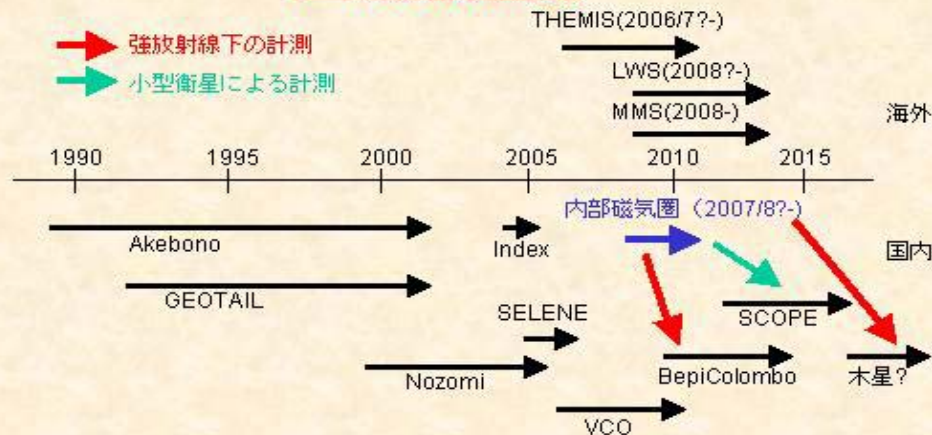 THEMIS(2006/7?-)
強放射線下の計測
LWS(2008?-)
小型衛星による計測
MMS(2008-)
海外
1990 1995 2000 2005 2010 2015
内部磁気圏（2007/8?-）
Akebono
Index
国内
GEOTAIL
SELENE
SCOPE
Nozomi
BepiColombo
木星?
VCO